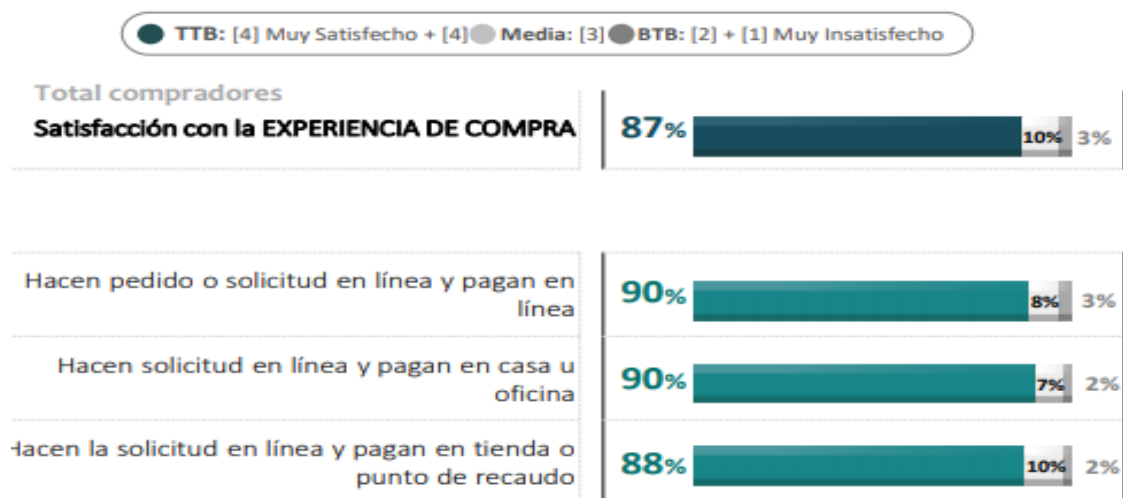 TTB: [4] Muy Satisfecho + [4] Media: [3] BTB: [2] + [1] Muy Insatisfecho
Total compradores
Satisfacción con la EXPERIENCIA DE COMPRA
87% 10% 3%
Hacen pedido o solicitud en línea y pagan en
línea
90% 8% 3%
Hacen solicitud en línea y pagan en casa u
oficina
90% 7% 2%
Hacen la solicitud en línea y pagan en tienda o
punto de recaudo
88% 10% 2%